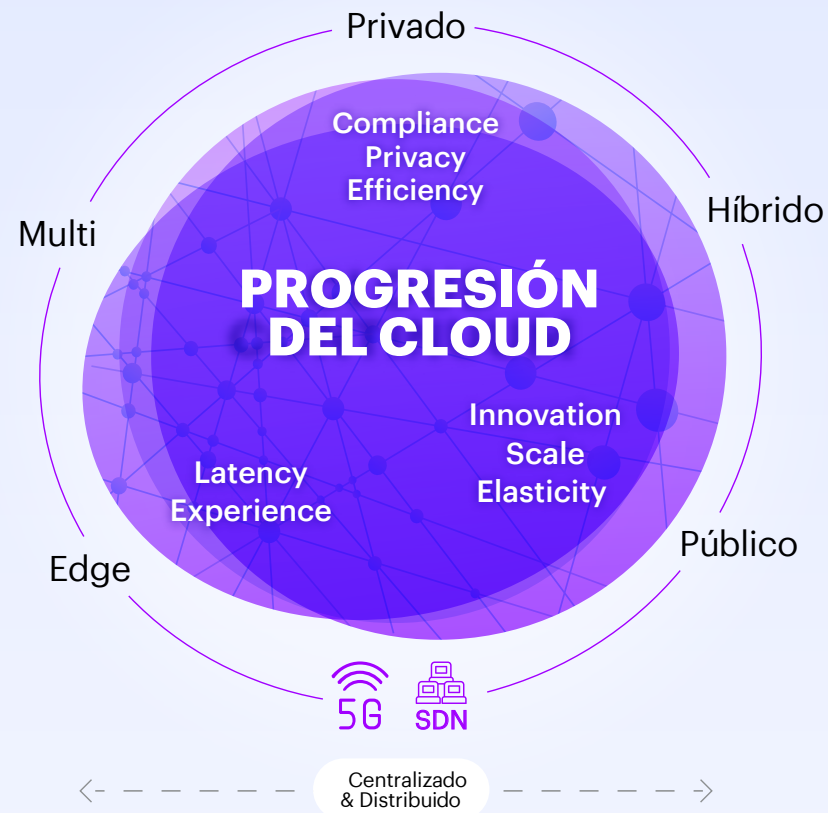 Privado
Compliance
Privacy
Efficiency
Híbrido
Multi
PROGRESIÓN
DEL CLOUD
Innovation
Scale
Elasticity
Latency
Experience
Público
Edge
5G
SDN
Centralizado
& Distribuido